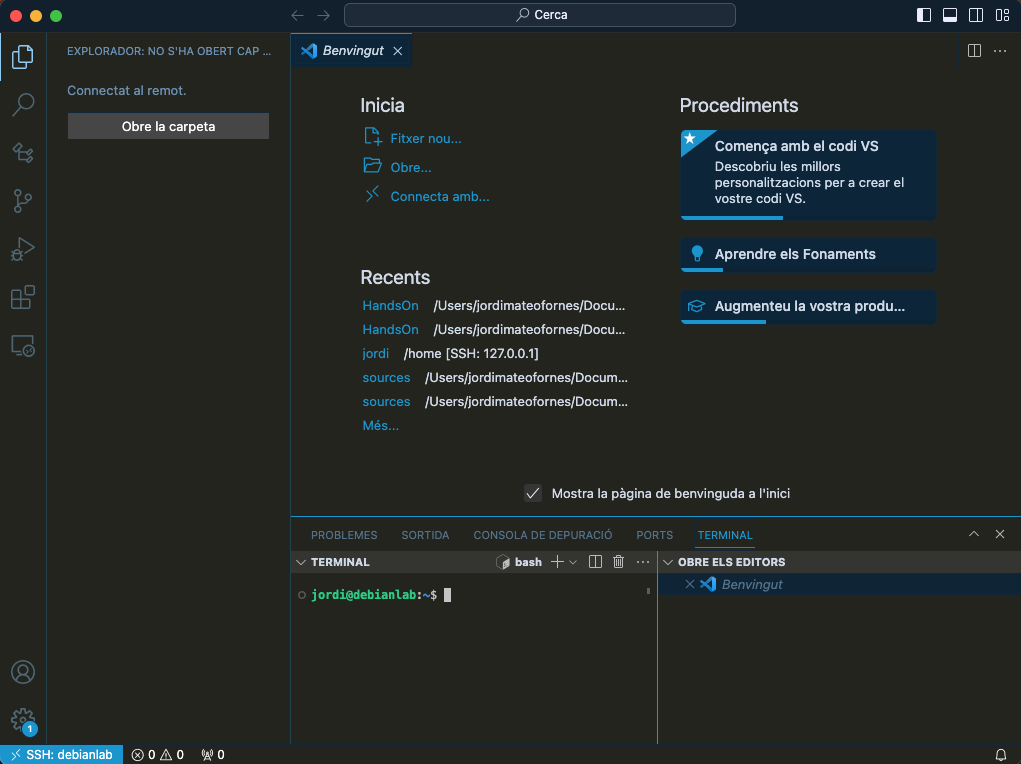 Cerca
EXPLORADOR: NO S'HA OBERT CAP ...
Connectat al remot.
Obre la carpeta
Benvingut
Inicia
Fitxer nou...
Obre...
Connecta amb...
Recents
HandsOn /Users/jordimateofornes/Docu...
HandsOn /Users/jordimateofornes/Docu...
jordi /home [SSH: 127.0.0.1]
sources /Users/jordimateofornes/Docum...
sources /Users/jordimateofornes/Docum...
Més...
Procediments
Comença amb el codi VS
Descobriu les millors
personalitzacions per a crear el
vostre codi VS.
Aprendre els Fonaments
Augmenteu la vostra produ...
Mostra la pàgina de benvinguda a l'inici
PROBLEMES SORTIDA CONSOLA DE DEPURACIÓ PORTS TERMINAL
TERMINAL
bash
jordi@debianlab:~$
OBRE ELS EDITORS
Benvingut
1
SSH: debianlab 0 0 0